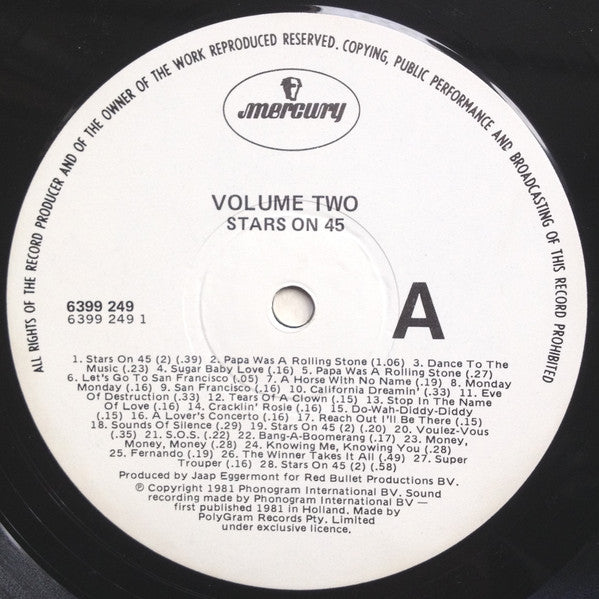 ALL RIGHTS OF THE RECORD PRODUCER AND OF THE OWNER OF THE WORK REPRODUCED RESERVED. COPYING, PUBLIC PERFORMANCE AND BROADCASTING OF THIS RECORD PROHIBITED
mercury
VOLUME TWO
STARS ON 45
6399 249
6399 249 1
A
1. Stars On 45 (2) (.39) 2. Papa Was A Rolling Stone (1.06) 3. Dance To The
Music (.23) 4. Sugar Baby Love (.16) 5. Papa Was A Rolling Stone (.27)
6. Let's Go To San Francisco (.05) 7. A Horse With No Name (.19) 8. Monday
Monday (.16) 9. San Francisco (.16) 10. California Dreamin' (.33) 11. Eve
Of Destruction (.32) 12. Tears Of A Clown (.15) 13. Stop In The Name
Of Love (.16) 14. Cracklin' Rosie (.16) 15. Do-Wah-Diddy-Diddy
(.15) 16. A Lover's Concerto (.16) 17. Reach Out I'll Be There (.15)
18. Sounds Of Silence (.29) 19. Stars On 45 (2) (.20) 20. Voulez-Vous
(.35) 21. S.O.S. (.22) 22. Bang-A-Boomerang (.17) 23. Money,
Money, Money (.28) 24. Knowing Me, Knowing You (.28)
25. Fernando (.19) 26. The Winner Takes It All (.49) 27. Super
Trouper (.16) 28. Stars On 45 (2) (.58)
Produced by Jaap Eggermont for Red Bullet Productions BV.
℗ Copyright 1981 Phonogram International BV. Sound
recording made by Phonogram International BV —
first published 1981 in Holland. Made by
PolyGram Records Pty. Limited
under exclusive licence.